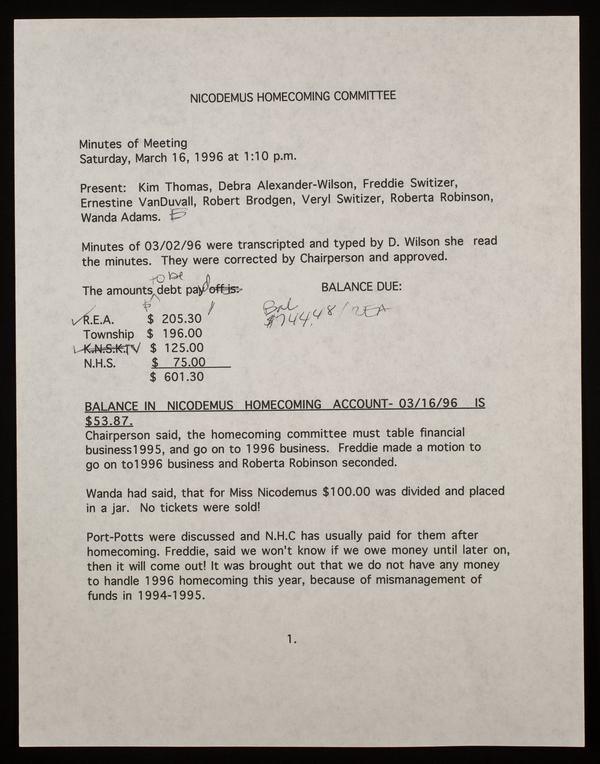 NICODEMUS HOMECOMING COMMITTEE
Minutes of Meeting
Saturday, March 16, 1996 at 1:10 p.m.
Present: Kim Thomas, Debra Alexander-Wilson, Freddie Switizer,
Ernestine VanDuvall, Robert Brodgen, Veryl Switizer, Roberta Robinson,
Wanda Adams.
Minutes of 03/02/96 were transcripted and typed by D. Wilson she read
the minutes. They were corrected by Chairperson and approved.
to be
The amounts debt pay off is:
BALANCE DUE:
Bal
$744.48/REA
R.E.A. $ 205.30
Township $ 196.00
K.N.S.K.T.V $ 125.00
N.H.S. $ 75.00
$ 601.30
BALANCE IN NICODEMUS HOMECOMING ACCOUNT- 03/16/96 IS
$53.87.
Chairperson said, the homecoming committee must table financial
business1995, and go on to 1996 business. Freddie made a motion to
go on to1996 business and Roberta Robinson seconded.
Wanda had said, that for Miss Nicodemus $100.00 was divided and placed
in a jar. No tickets were sold!
Port-Potts were discussed and N.H.C has usually paid for them after
homecoming. Freddie, said we won't know if we owe money until later on,
then it will come out! It was brought out that we do not have any money
to handle 1996 homecoming this year, because of mismanagement of
funds in 1994-1995.
1.